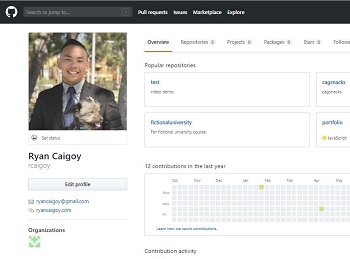 Search or jump to...
Pull requests Issues Marketplace Explore
Overview Repositories 5 Projects 0 Packages 0 Stars 0 Follow
Popular repositories
test
video demo
cagsnacks
cagsnacks
fictionaluniversity
for fictional university course
portfolio
JavaScript
Set status
Ryan Caigoy
rcaigoy
Edit profile
ryancaigoy@gmail.com
ryancaigoy.com
Organizations
12 contributions in the last year
Oct Nov Dec Jan Feb Mar Apr May
Mon
Wed
Fri
Learn how we count contributions.
Contribution activity